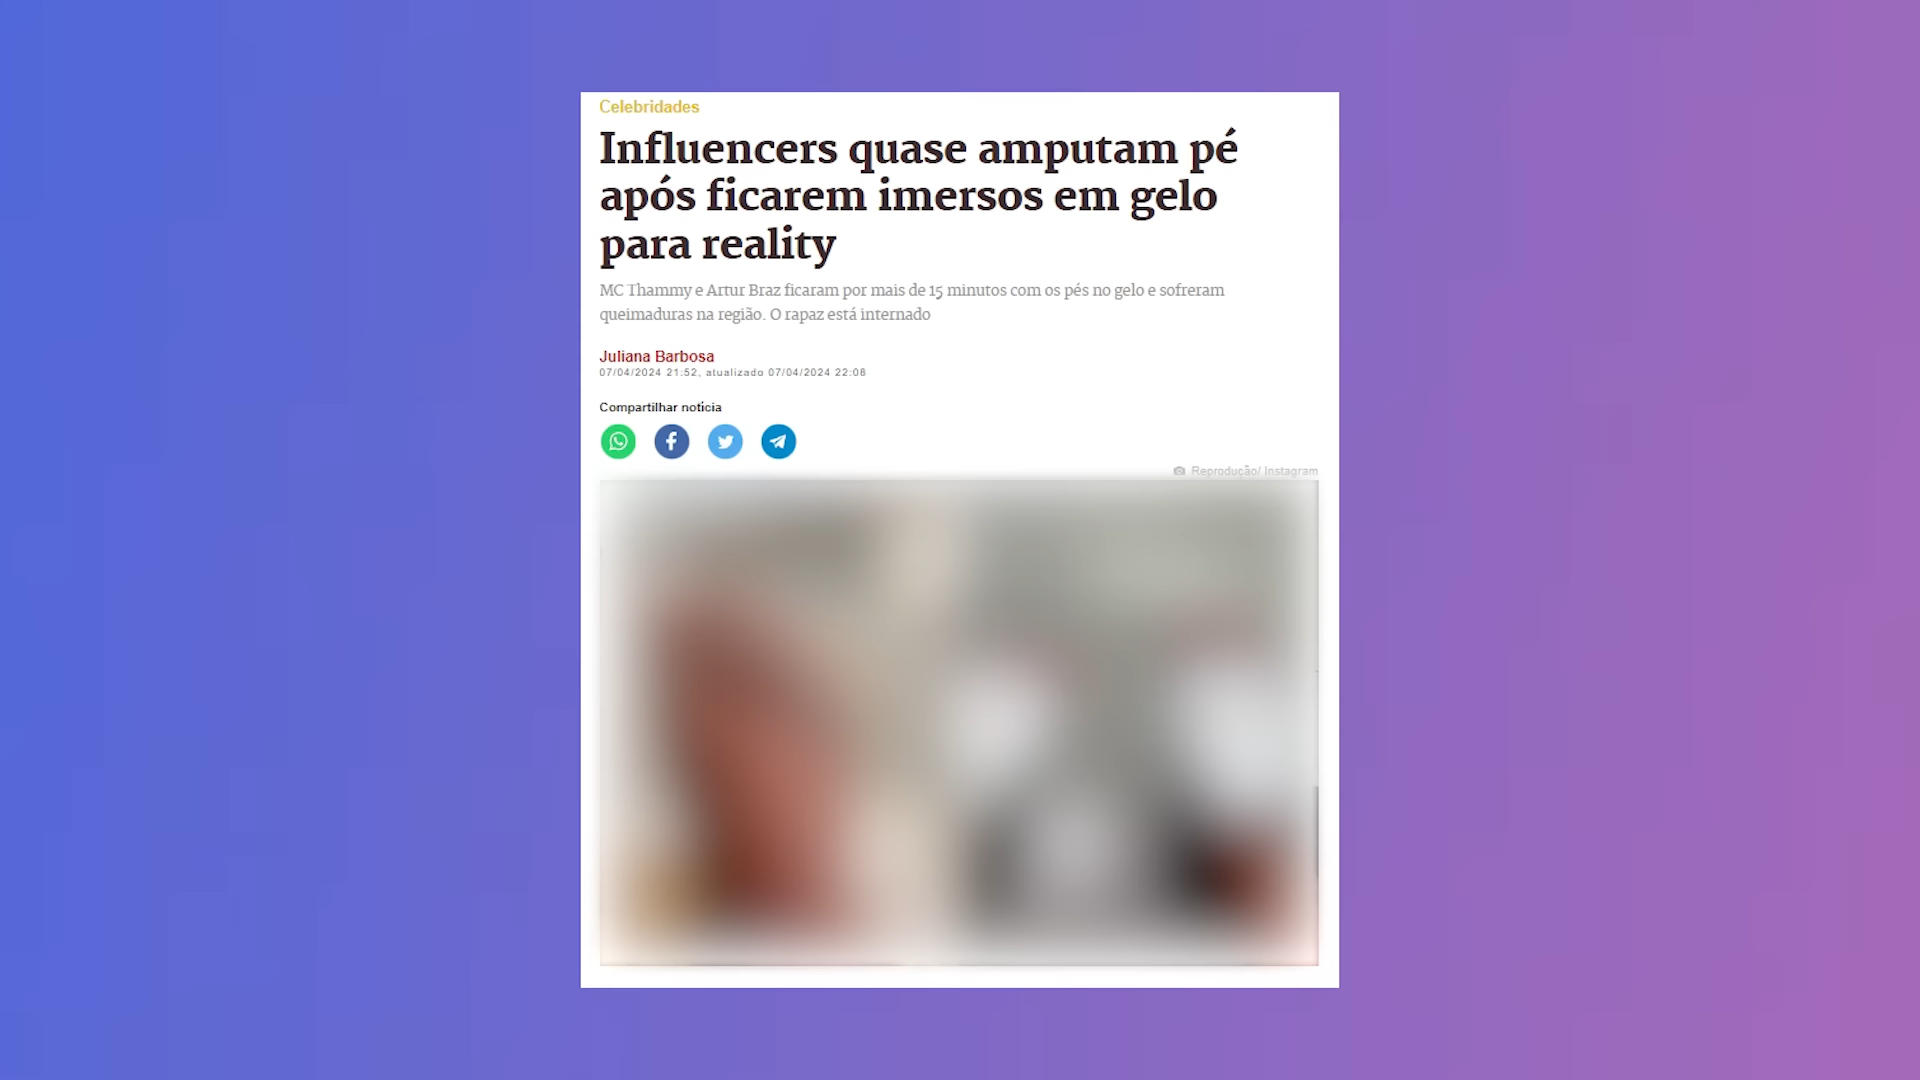 Celebridades
Influencers quase amputam pé
após ficarem imersos em gelo
para reality
MC Thammy e Artur Braz ficaram por mais de 15 minutos com os pés no gelo e sofreram
queimaduras na região. O rapaz está internado
Juliana Barbosa
07/04/2024 21:52, atualizado 07/04/2024 22:08
Compartilhar notícia
Reprodução/ Instagram